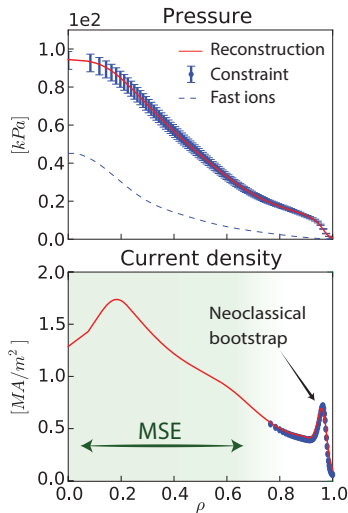 Pressure
1e2
1.0
0.8
0.6
0.4
0.2
0.0
[kPa]
Reconstruction
Constraint
Fast ions
Current density
2.0
1.5
1.0
0.5
0.0
[MA/m²]
Neoclassical
bootstrap
MSE
0.0 0.2 0.4 0.6 0.8 1.0
ρ